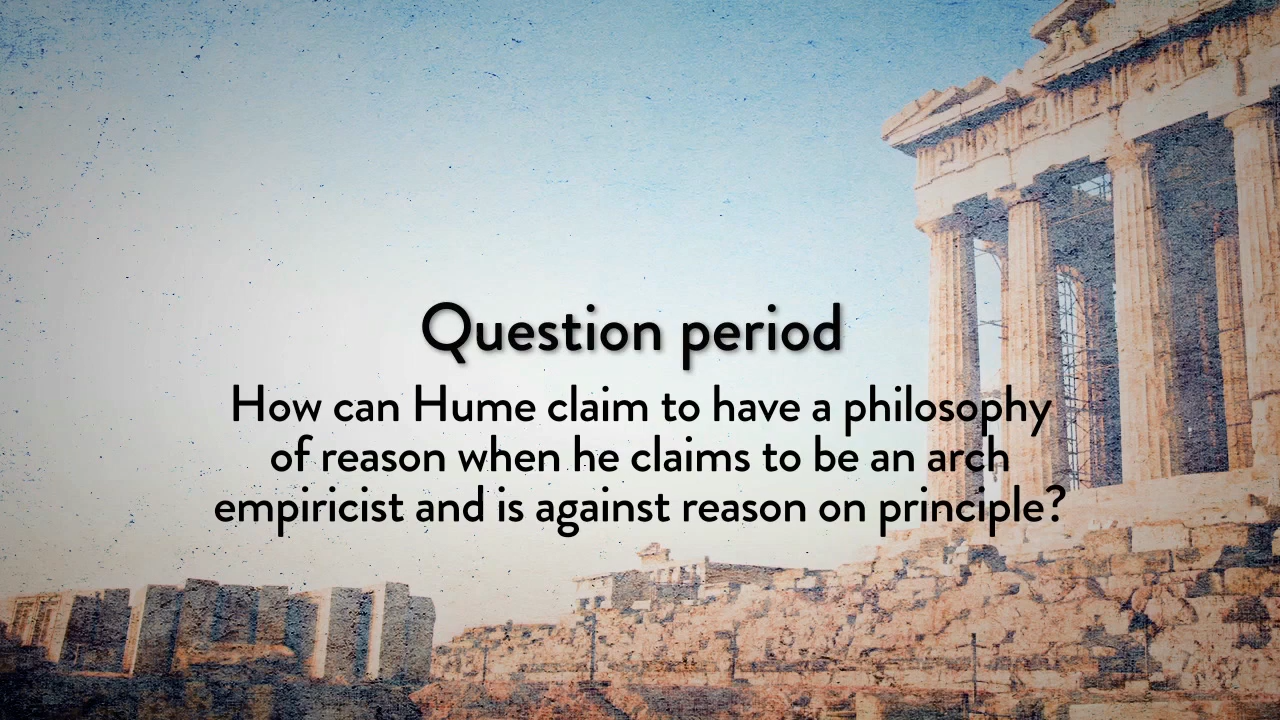 Question period
How can Hume claim to have a philosophy
of reason when he claims to be an arch
empiricist and is against reason on principle?